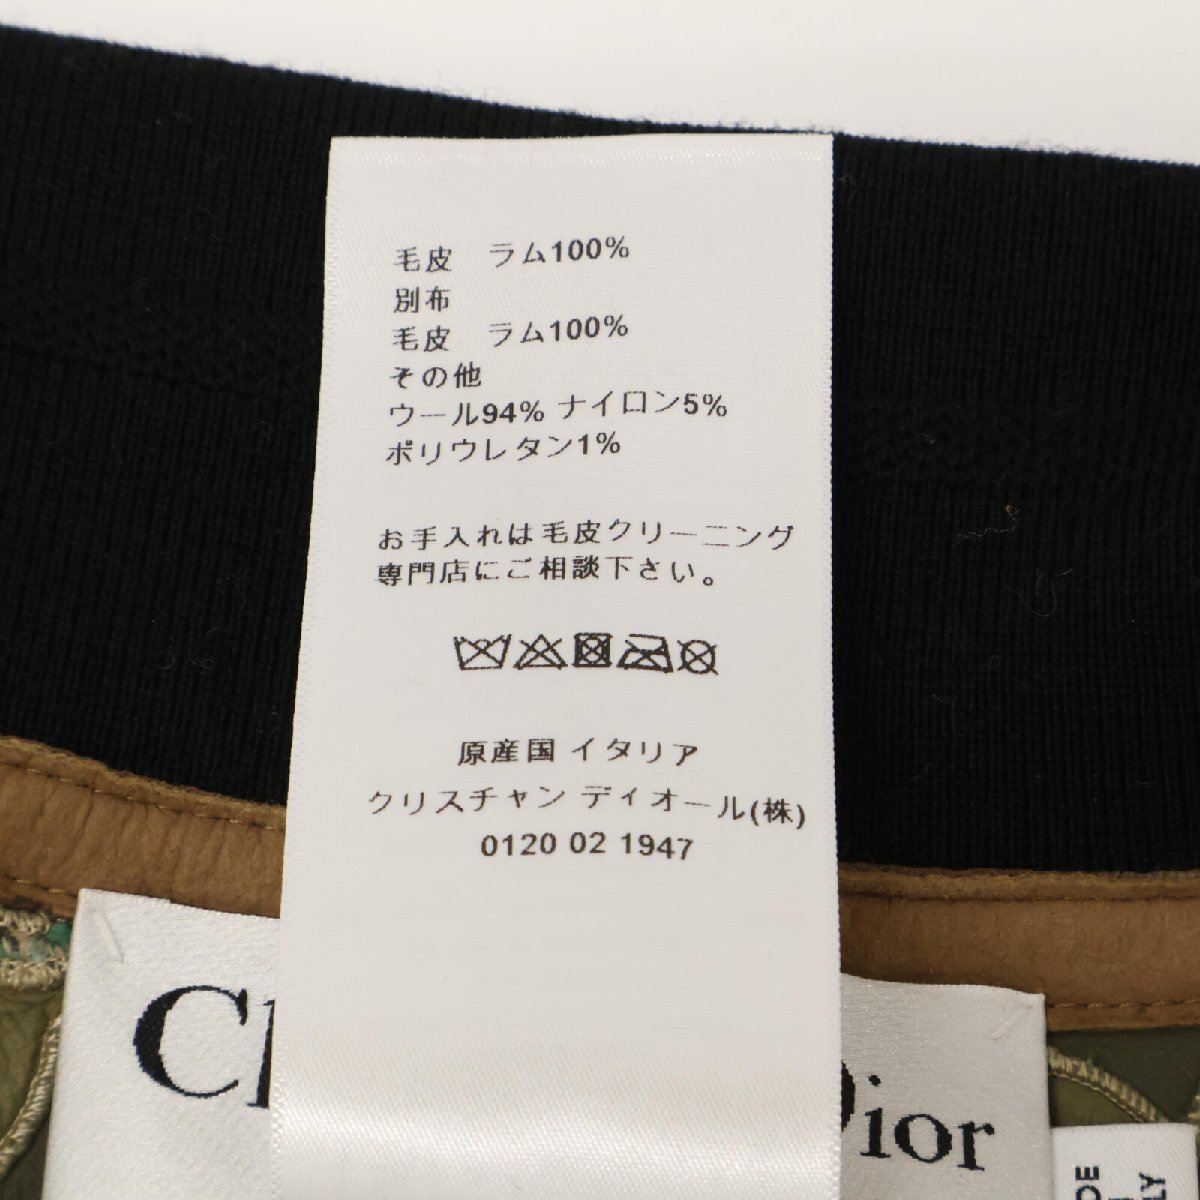 毛皮　ラム100%
別布
毛皮　ラム100%
その他
ウール94% ナイロン5%
ポリウレタン1%
お手入れは毛皮クリーニング
専門店にご相談下さい。
原産国 イタリア
クリスチャン ディオール(株)
0120 02 1947
Dior